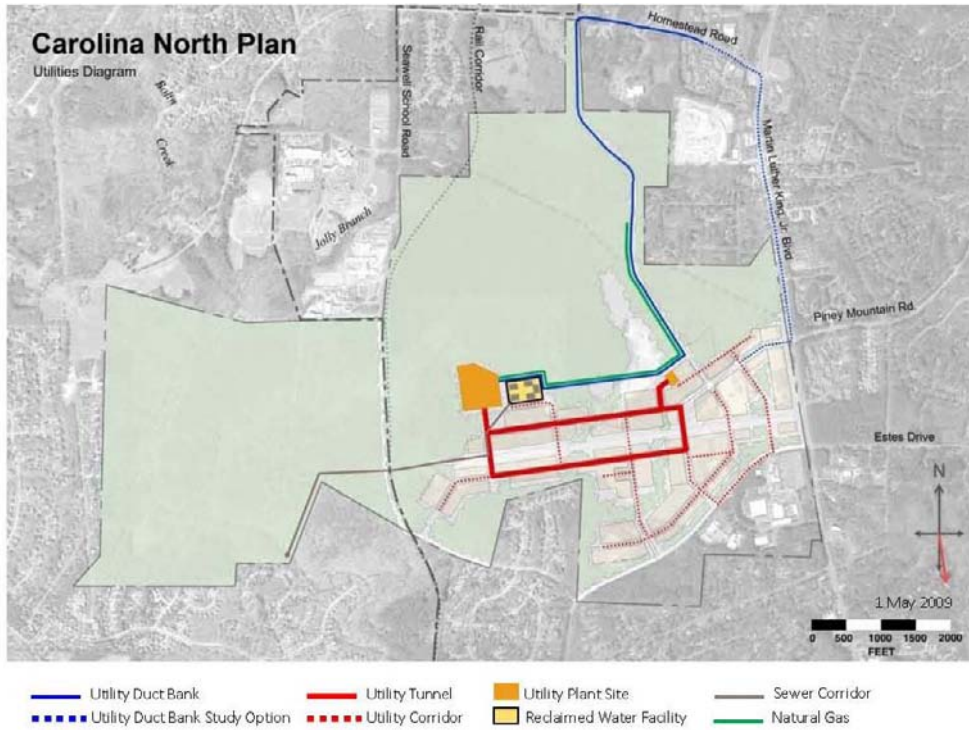 Carolina North Plan
Utilities Diagram
Bolin
Creek
Seawell School Road
Rail Corridor
Homestead Road
Martin Luther King, Jr. Blvd
Jolly Branch
Piney Mountain Rd.
Estes Drive
N
1 May 2009
0 500 1000 1500 2000
FEET
Utility Duct Bank
Utility Tunnel
Utility Plant Site
Sewer Corridor
Utility Duct Bank Study Option
Utility Corridor
Reclaimed Water Facility
Natural Gas